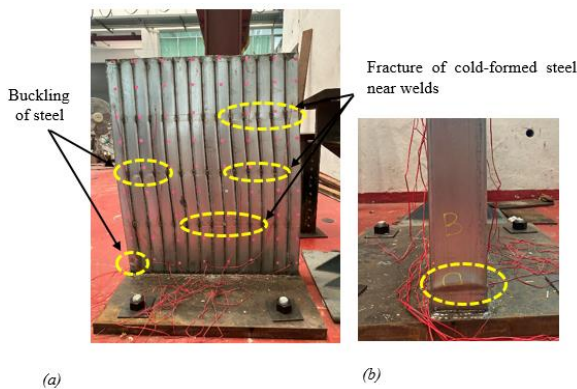 Buckling
of steel
Fracture of cold-formed steel
near welds
B
(a)
(b)